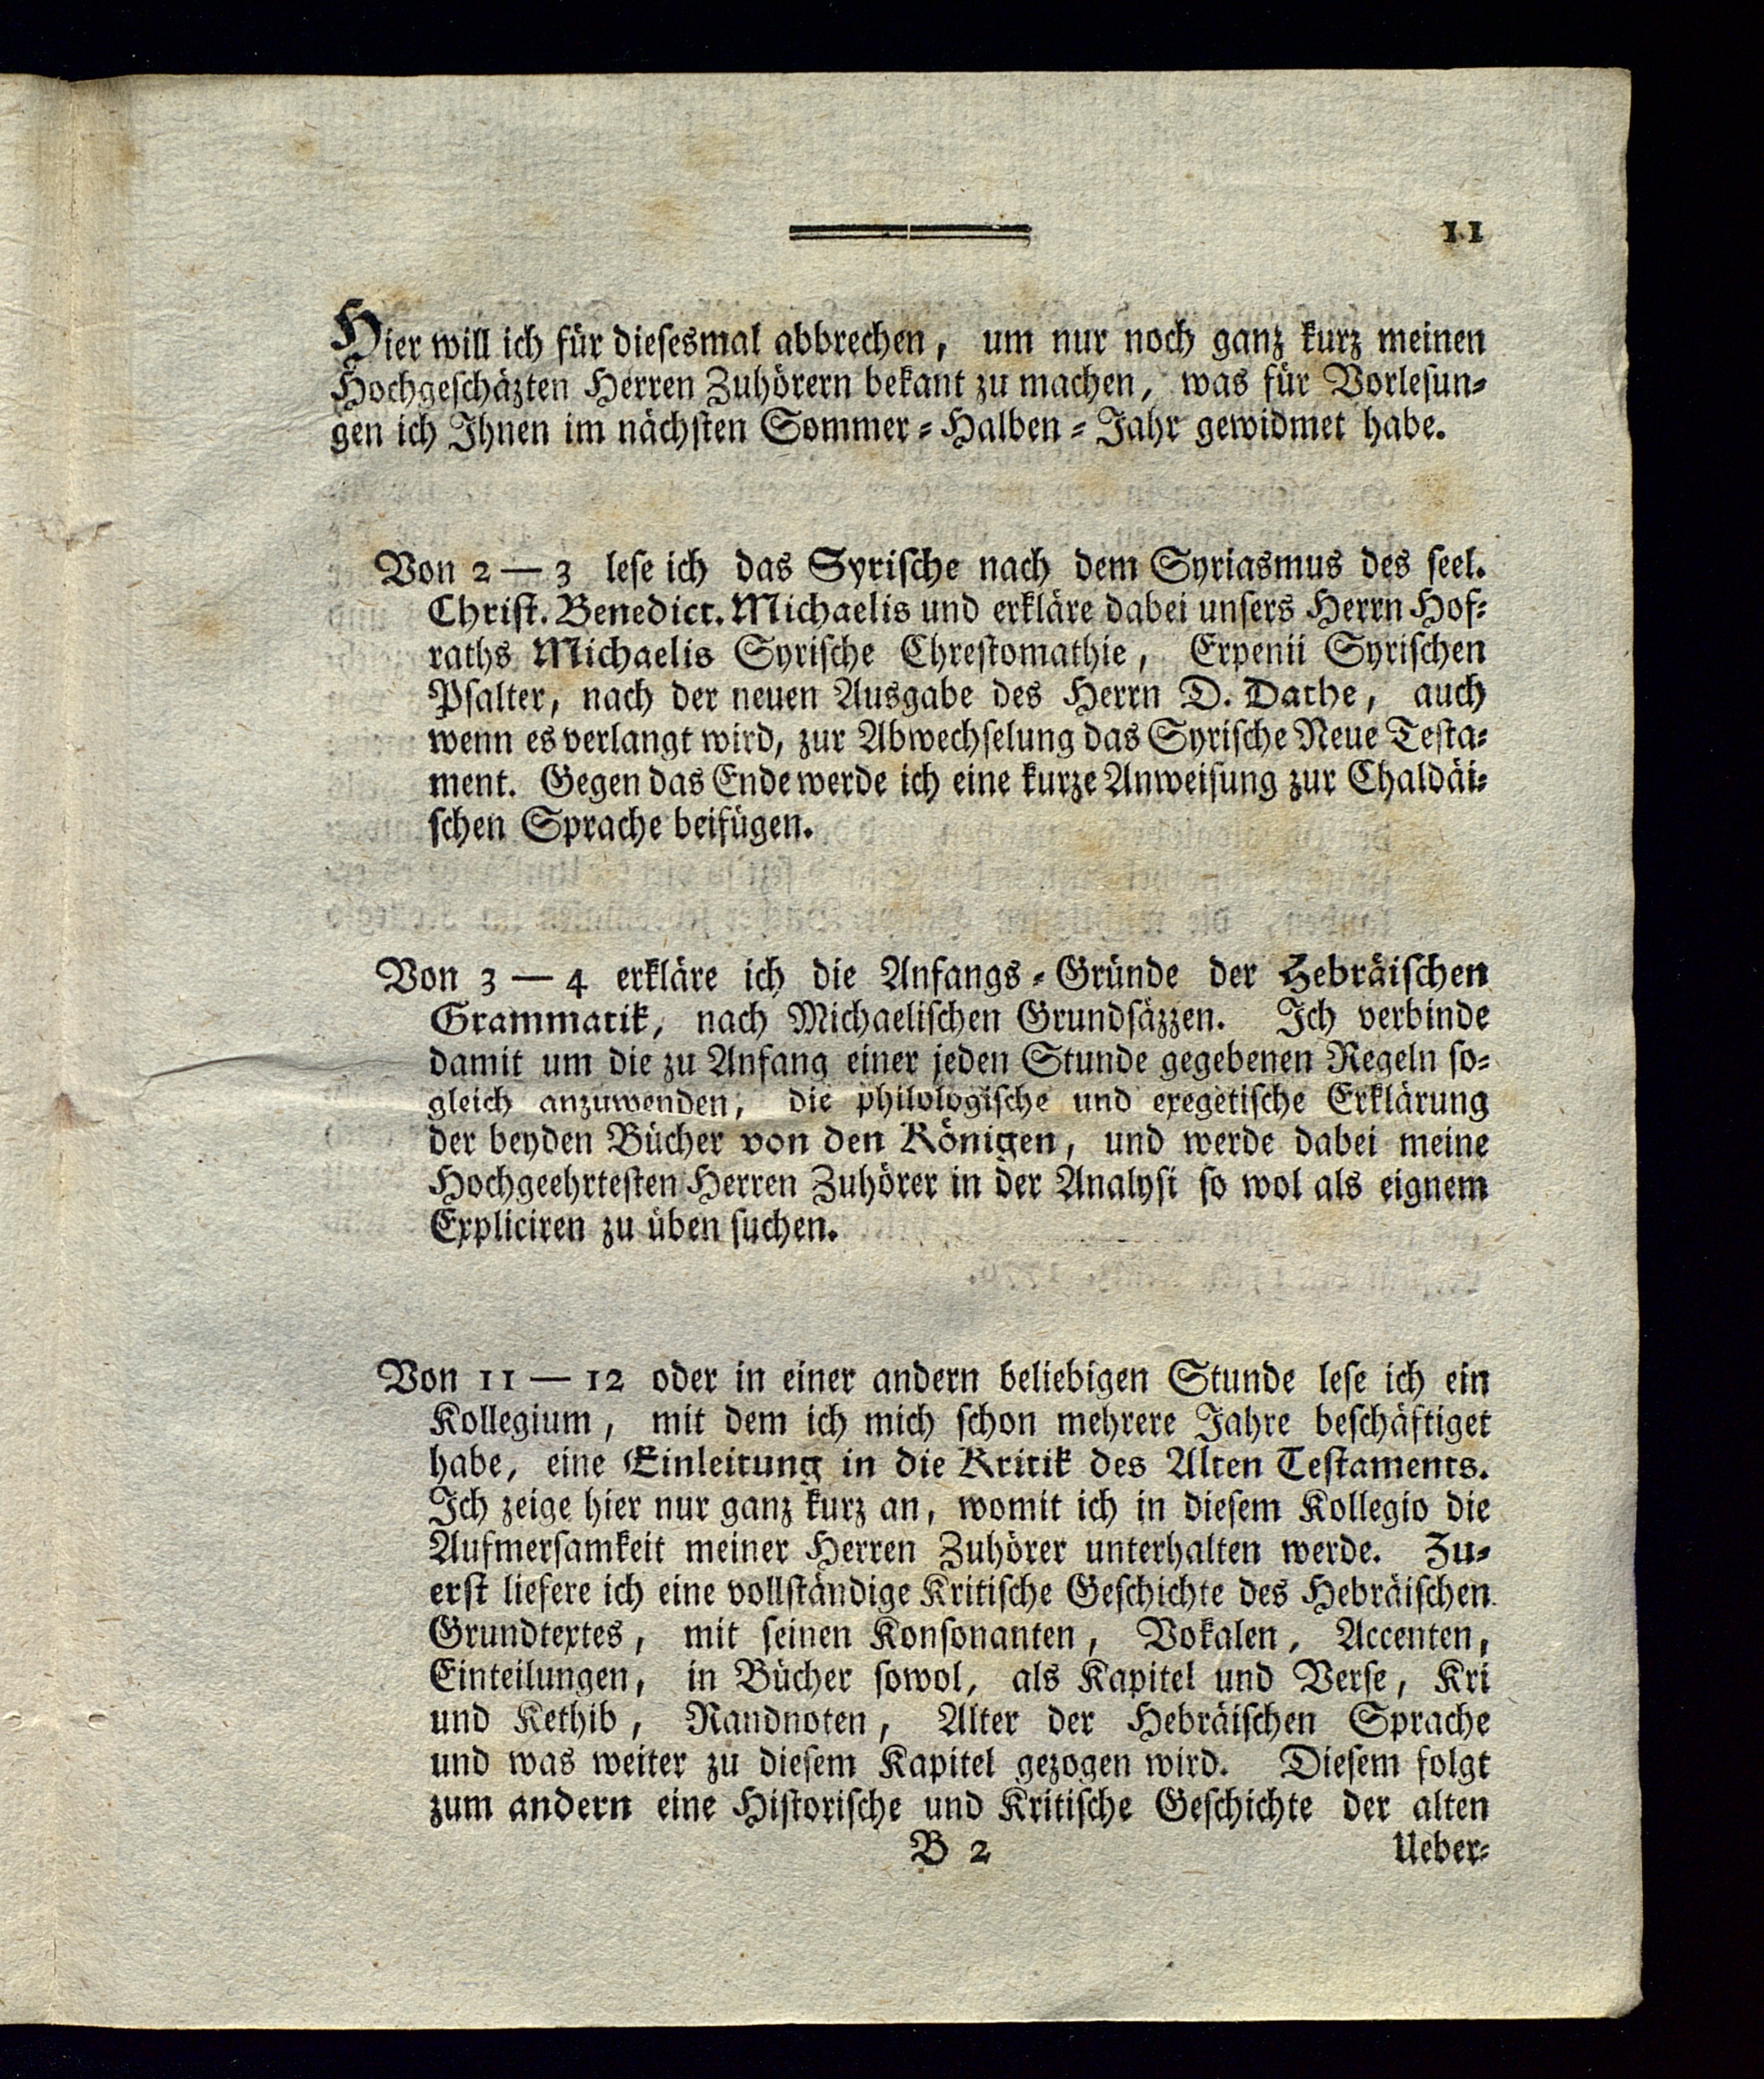 11
Hier will ich für diesesmal abbrechen, um nur noch ganz kurz meinen
Hochgeschäzten Herren Zuhörern bekant zu machen, was für Vorlesun-
gen ich Ihnen im nächsten Sommer-Halben-Jahr gewidmet habe.
Von 2 — 3 lese ich das Syrische nach dem Syriasmus des seel.
Christ. Benedict. Michaelis und erkläre dabei unsers Herrn Hof-
raths Michaelis Syrische Chrestomathie, Erpenii Syrischen
Psalter, nach der neuen Ausgabe des Herrn D. Dathe, auch
wenn es verlangt wird, zur Abwechselung das Syrische Neue Testa-
ment. Gegen das Ende werde ich eine kurze Anweisung zur Chaldäi-
schen Sprache beifügen.
Von 3 — 4 erkläre ich die Anfangs-Gründe der Hebräischen
Grammatik, nach Michaelischen Grundsäzzen. Ich verbinde
damit um die zu Anfang einer jeden Stunde gegebenen Regeln so-
gleich anzuwenden, die philologische und exegetische Erklärung
der beyden Bücher von den Königen, und werde dabei meine
Hochgeehrtesten Herren Zuhörer in der Analysi so wol als eignem
Expliciren zu üben suchen.
Von 11 — 12 oder in einer andern beliebigen Stunde lese ich ein
Kollegium, mit dem ich mich schon mehrere Jahre beschäftiget
habe, eine Einleitung in die Kritik des Alten Testaments.
Ich zeige hier nur ganz kurz an, womit ich in diesem Kollegio die
Aufmersamkeit meiner Herren Zuhörer unterhalten werde. Zu-
erst liefere ich eine vollständige Kritische Geschichte des Hebräischen
Grundtextes, mit seinen Konsonanten, Vokalen, Accenten,
Einteilungen, in Bücher sowol, als Kapitel und Verse, Kri
und Kethib, Randnoten, Alter der Hebräischen Sprache
und was weiter zu diesem Kapitel gezogen wird. Diesem folgt
zum andern eine Historische und Kritische Geschichte der alten
B 2 Ueber-